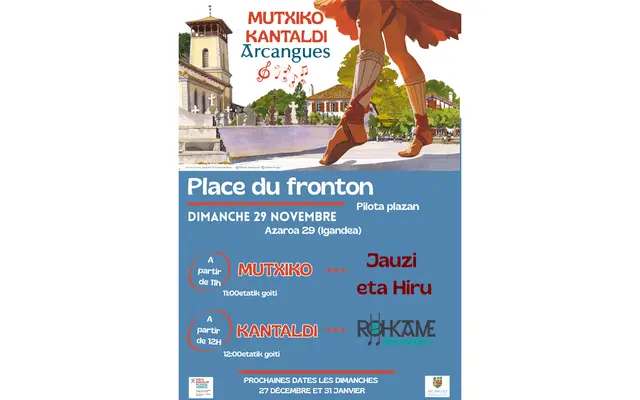 MUTXIKO
KANTALDI
Arcangues
Place du fronton
Pilota plazan
DIMANCHE 29 NOVEMBRE
Azaroa 29 (Igandea)
A
partir
de 11h
MUTXIKO
Jauzi
eta Hiru
11:00etatik goiti
A
partir
de 12H
KANTALDI
12:00etatik goiti
PROCHAINES DATES LES DIMANCHES
27 DÉCEMBRE ET 31 JANVIER